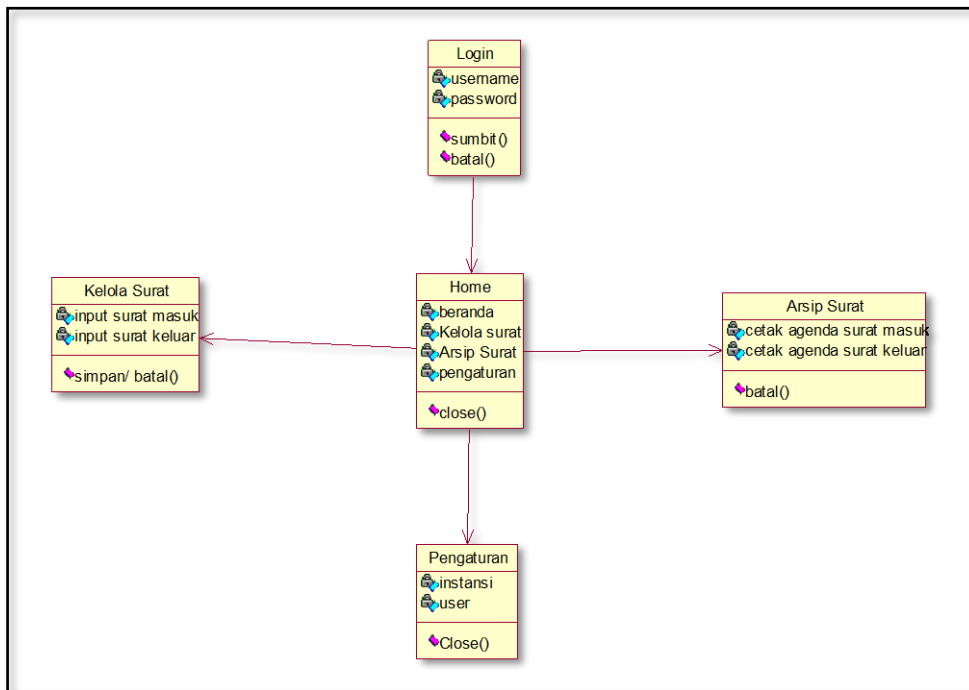 Login
username
password
sumbit()
batal()
Kelola Surat
input surat masuk
input surat keluar
simpan/ batal()
Home
beranda
Kelola surat
Arsip Surat
pengaturan
close()
Arsip Surat
cetak agenda surat masuk
cetak agenda surat keluar
batal()
Pengaturan
instansi
user
Close()